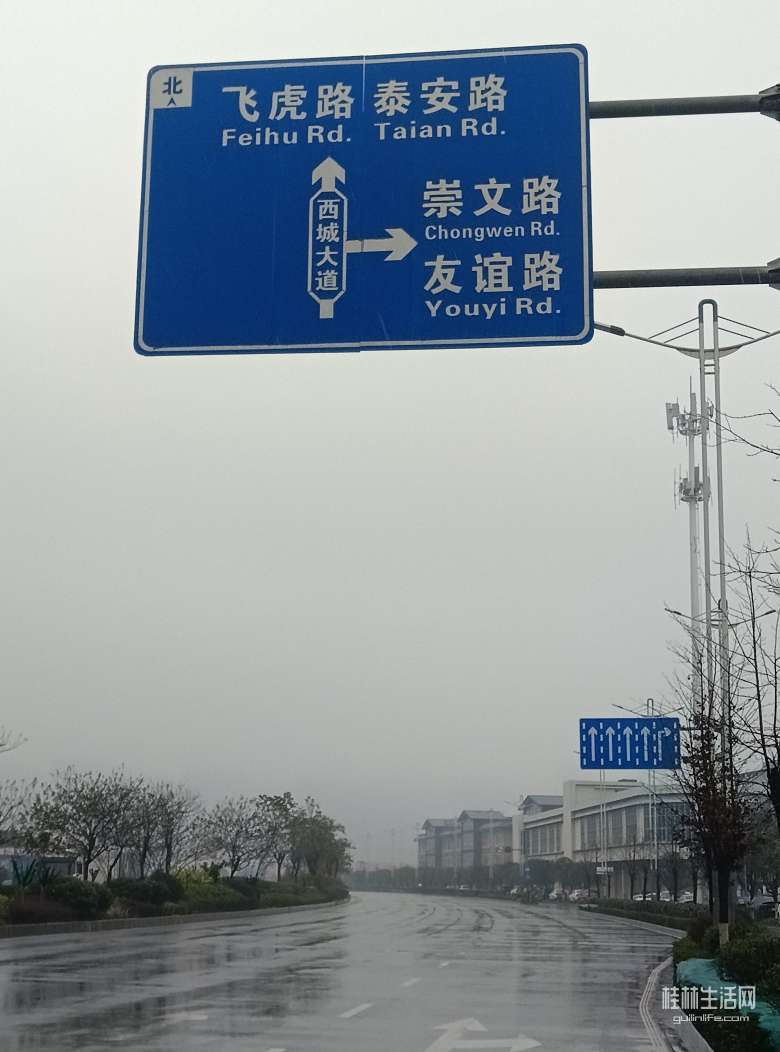 北
飞虎路 泰安路
Feihu Rd. Taian Rd.
西城大道
崇文路
Chongwen Rd.
友谊路
Youyi Rd.
桂林生活网
guilinlife.com